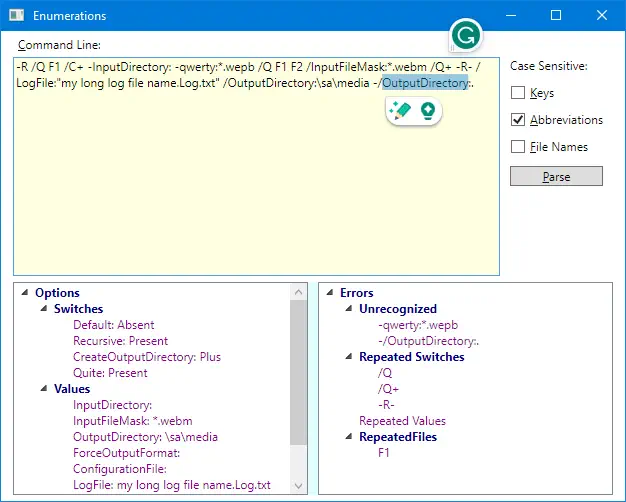 Enumerations
Command Line:
-R /Q F1 /C+ -InputDirectory: -qwerty:*.wepb /Q F1 F2 /InputFileMask:*.webm /Q+ -R- /
LogFile:"my long log file name.Log.txt" /OutputDirectory:\sa\media -/OutputDirectory:.
Case Sensitive:
Keys
Abbreviations
File Names
Parse
Options
Switches
Default: Absent
Recursive: Present
CreateOutputDirectory: Plus
Quite: Present
Values
InputDirectory:
InputFileMask: *.webm
OutputDirectory: \sa\media
ForceOutputFormat:
ConfigurationFile:
LogFile: my long log file name.Log.txt
Errors
Unrecognized
-qwerty:*.wepb
-/OutputDirectory:.
Repeated Switches
/Q
/Q+
-R-
Repeated Values
RepeatedFiles
F1